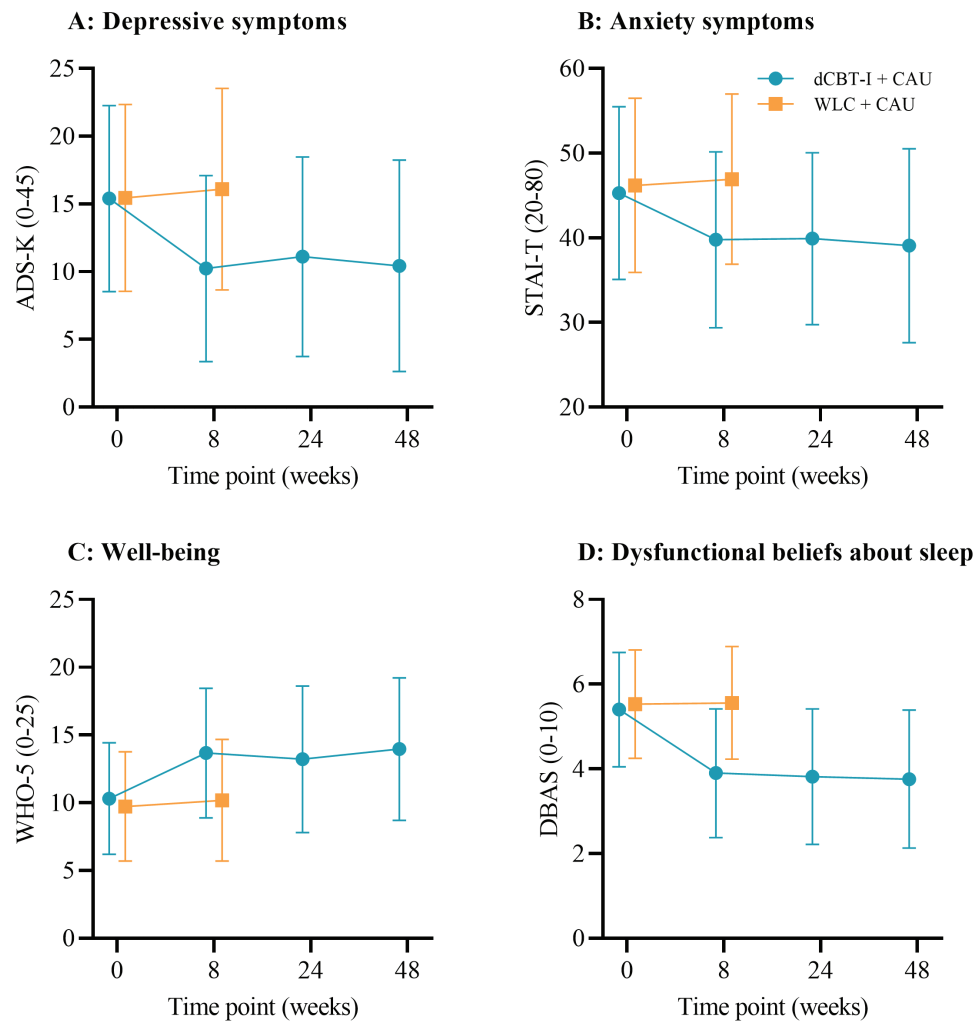 A: Depressive symptoms
ADS-K (0-45)
25
20
15
10
5
0
0 8 24 48
Time point (weeks)
B: Anxiety symptoms
dCBT-I + CAU
WLC + CAU
STAI-T (20-80)
60
50
40
30
20
0 8 24 48
Time point (weeks)
C: Well-being
WHO-5 (0-25)
25
20
15
10
5
0
0 8 24 48
Time point (weeks)
D: Dysfunctional beliefs about sleep
DBAS (0-10)
8
6
4
2
0
0 8 24 48
Time point (weeks)